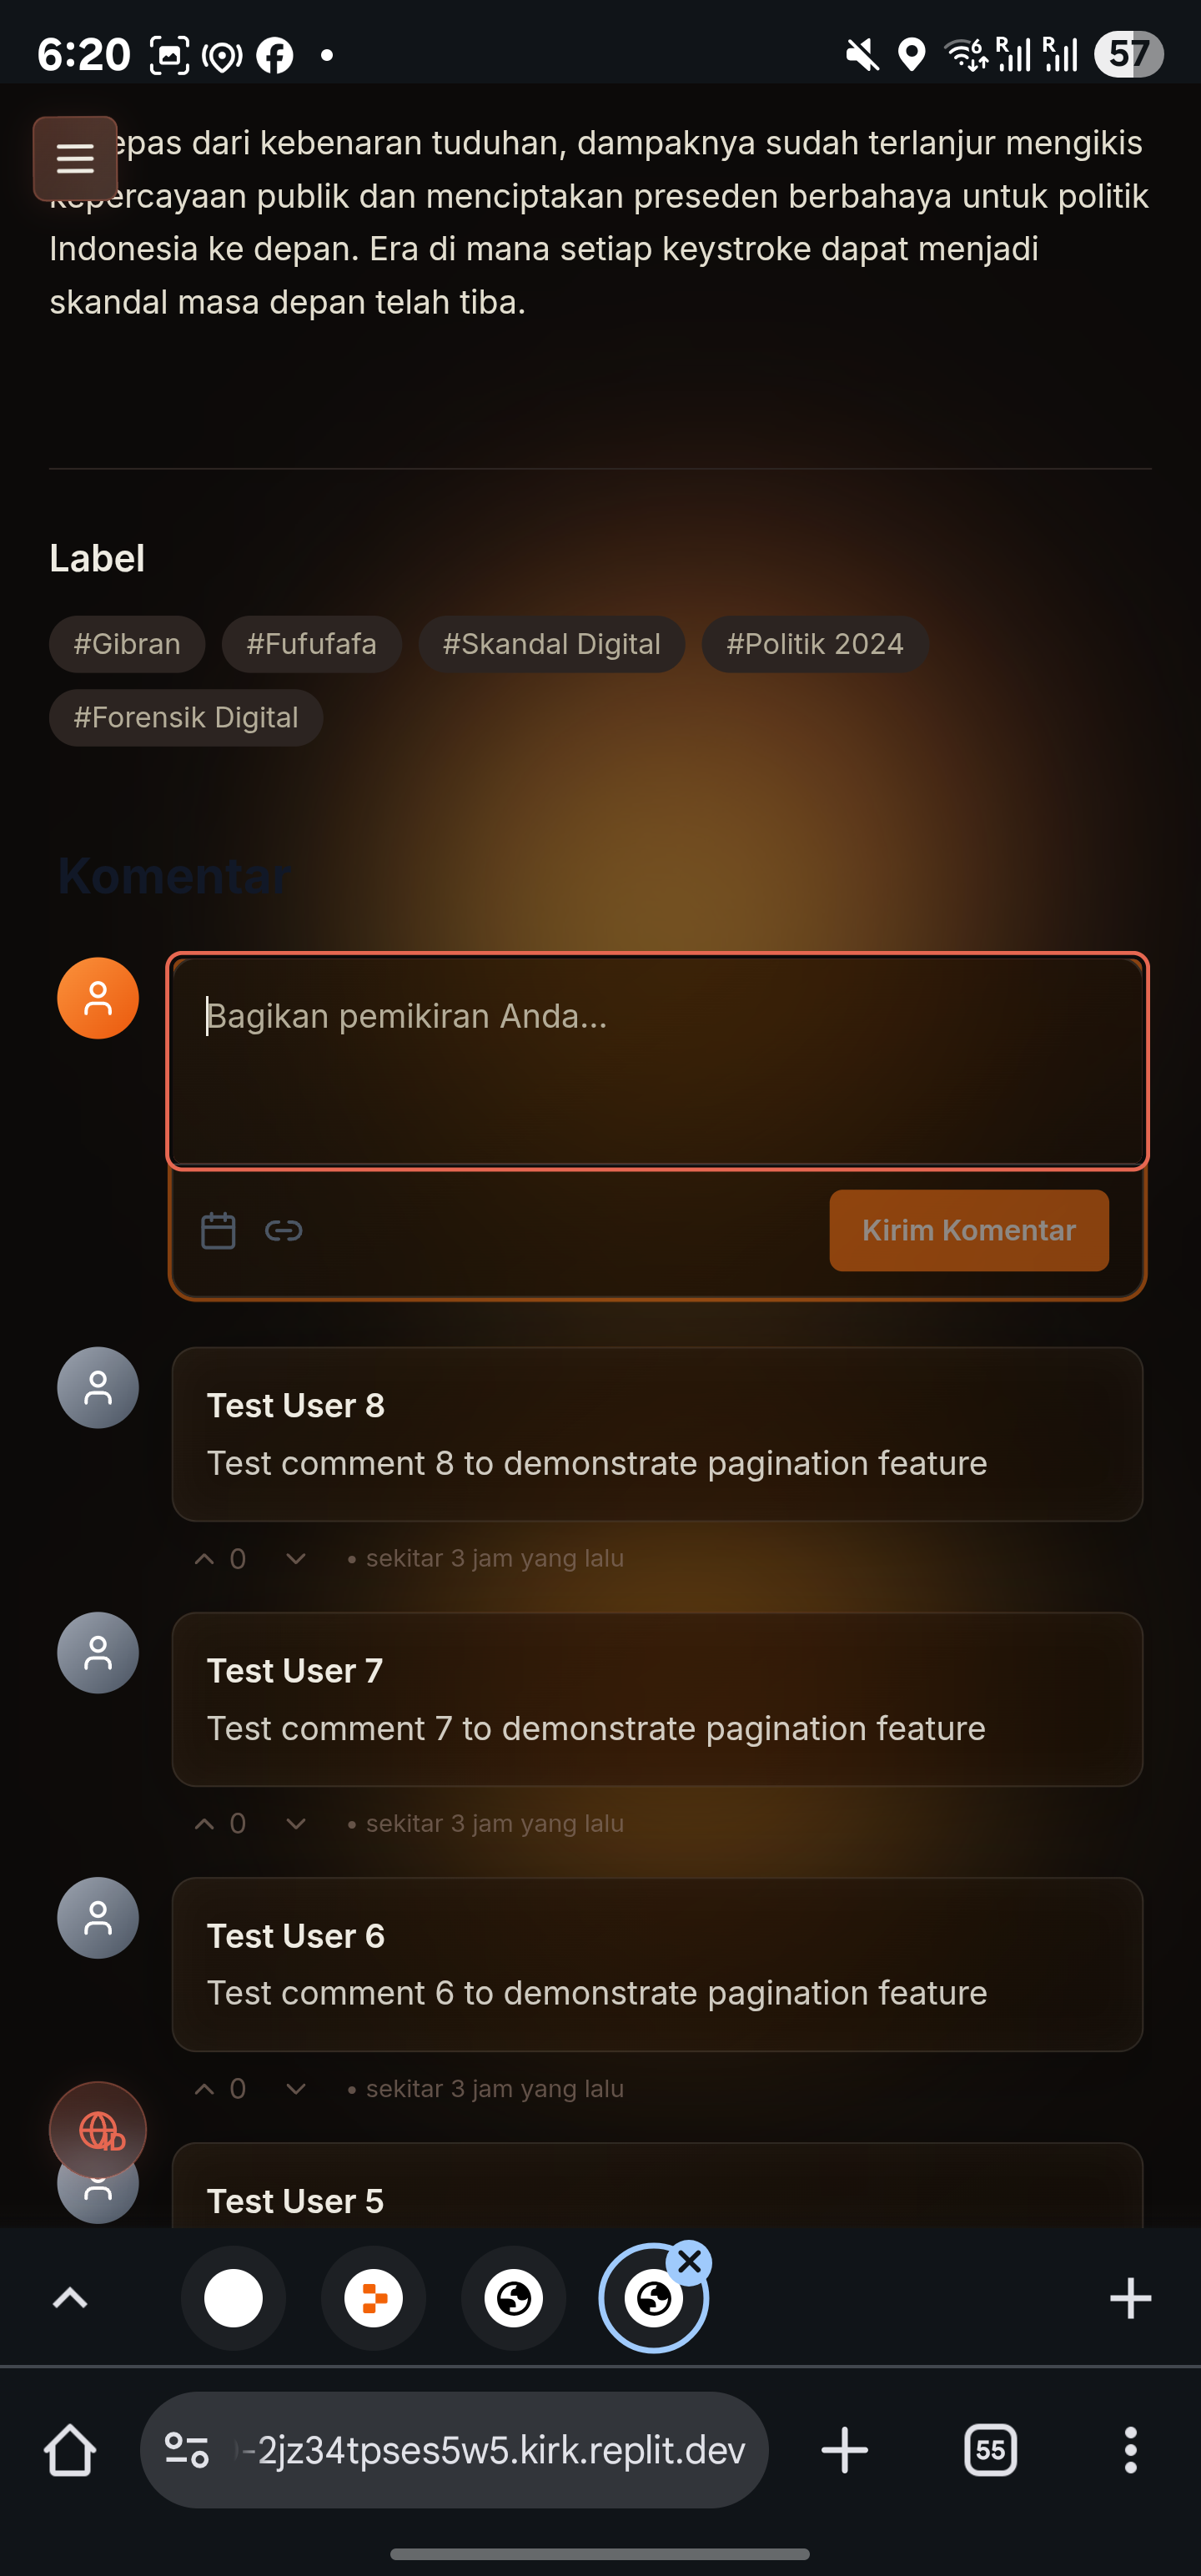 6:20
57
epas dari kebenaran tuduhan, dampaknya sudah terlanjur mengikis
kepercayaan publik dan menciptakan preseden berbahaya untuk politik
Indonesia ke depan. Era di mana setiap keystroke dapat menjadi
skandal masa depan telah tiba.
Label
#Gibran #Fufufafa #Skandal Digital #Politik 2024
#Forensik Digital
Komentar
Bagikan pemikiran Anda...
Kirim Komentar
Test User 8
Test comment 8 to demonstrate pagination feature
0 • sekitar 3 jam yang lalu
Test User 7
Test comment 7 to demonstrate pagination feature
0 • sekitar 3 jam yang lalu
Test User 6
Test comment 6 to demonstrate pagination feature
0 • sekitar 3 jam yang lalu
ID
Test User 5
-2jz34tpses5w5.kirk.replit.dev
55